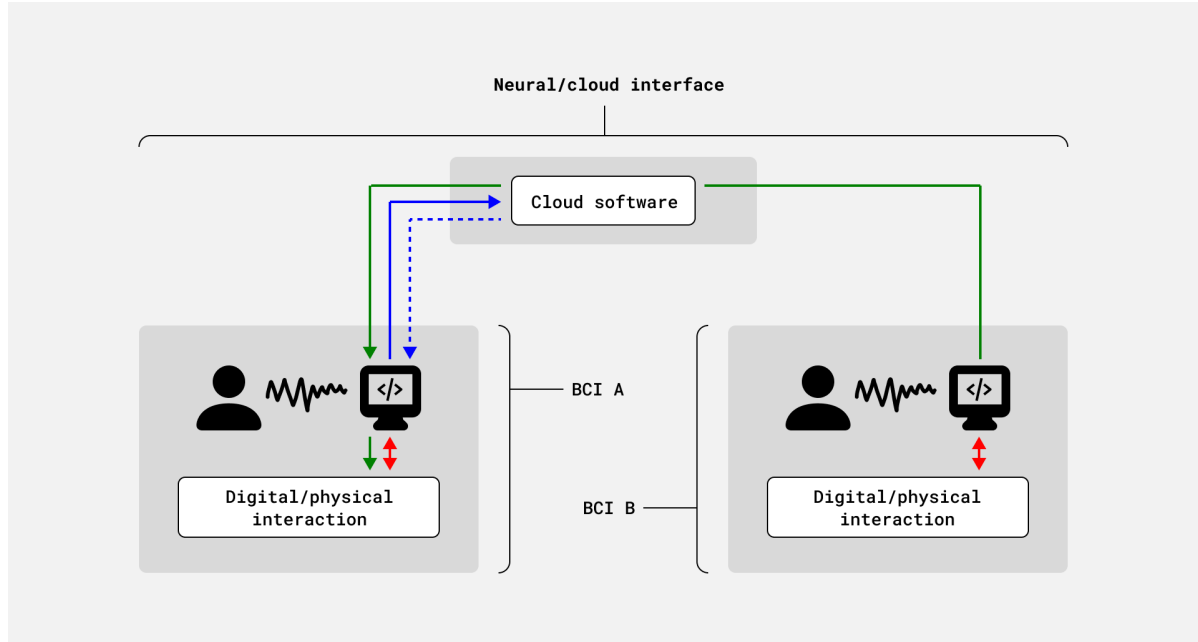 Neural/cloud interface
Cloud software
</>
</>
BCI A
Digital/physical
interaction
BCI B
Digital/physical
interaction